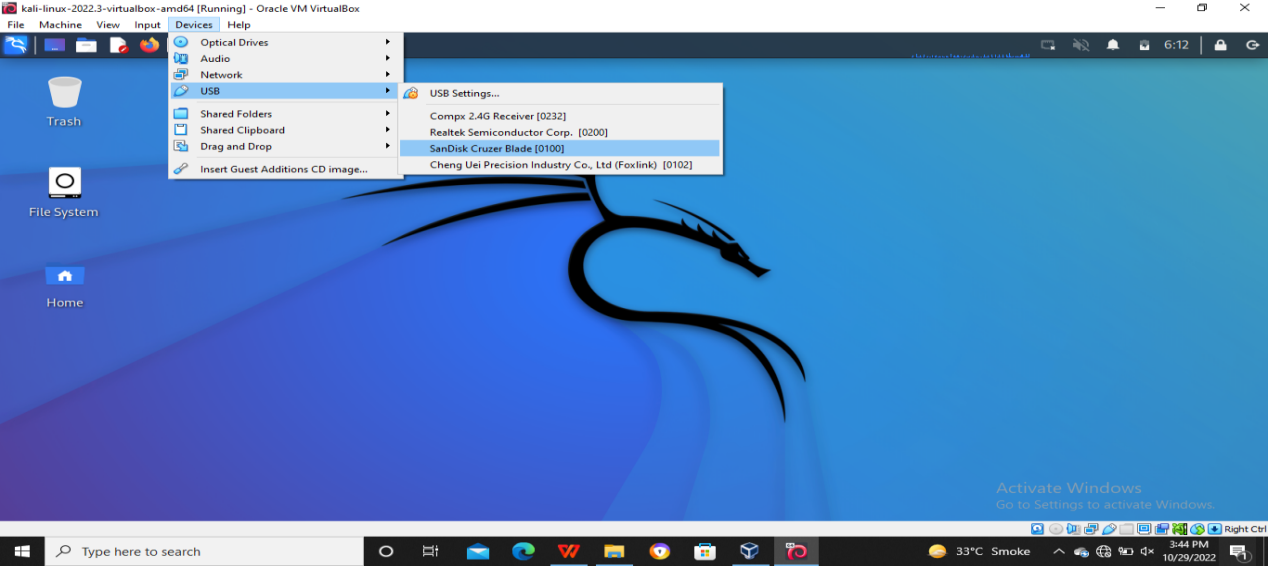 kali-linux-2022.3-virtualbox-amd64 [Running] - Oracle VM VirtualBox
File Machine View Input Devices Help
6:12
Optical Drives
Audio
Network
USB
Shared Folders
Shared Clipboard
Drag and Drop
Insert Guest Additions CD image...
USB Settings...
Compx 2.4G Receiver [0232]
Realtek Semiconductor Corp. [0200]
SanDisk Cruzer Blade [0100]
Cheng Uei Precision Industry Co., Ltd (Foxlink) [0102]
Trash
File System
Home
Activate Windows
Go to Settings to activate Windows.
Right Ctrl
Type here to search
33°C Smoke
3:44 PM
10/29/2022
1